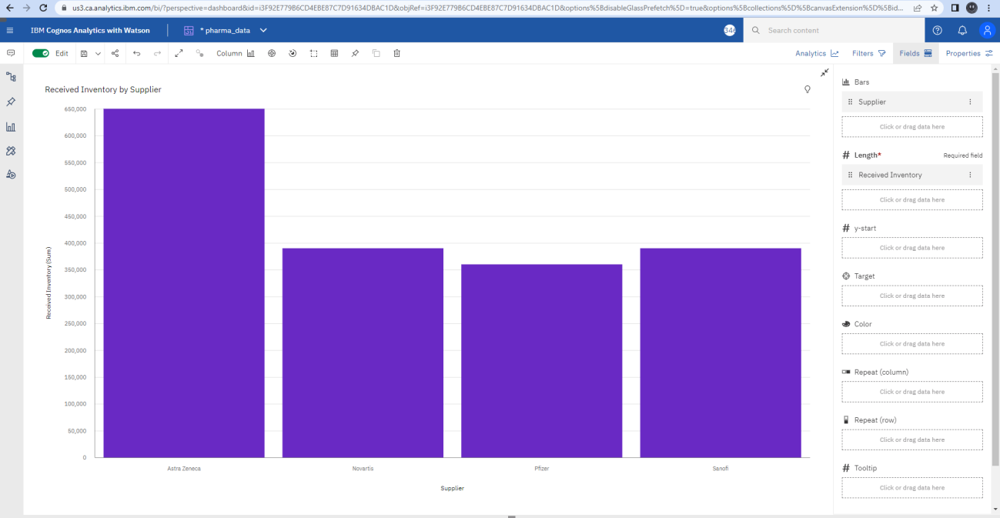 us3.ca.analytics.ibm.com/bi/?perspective=dashboard&id=i3F92E779B6CD4EBE87C7D91634DBAC1D&objRef=i3F92E779B6CD4EBE87C7D91634DBAC1D&options%5BdisableGlassPrefetch%5D=true&options%5Bcollections%5D%5BcanvasExtension%5D%5Bid...
IBM Cognos Analytics with Watson
* pharma_data
Search content
Edit
Column
Analytics
Filters
Fields
Properties
Received Inventory by Supplier
650,000
600,000
550,000
500,000
450,000
400,000
350,000
300,000
250,000
200,000
150,000
100,000
50,000
0
Received Inventory (Sum)
Astra Zeneca
Novartis
Pfizer
Sanofi
Supplier
Bars
Supplier
Click or drag data here
# Length*
Required field
Received Inventory
Click or drag data here
# y-start
Click or drag data here
Target
Click or drag data here
Color
Click or drag data here
Repeat (column)
Click or drag data here
Repeat (row)
Click or drag data here
# Tooltip
Click or drag data here